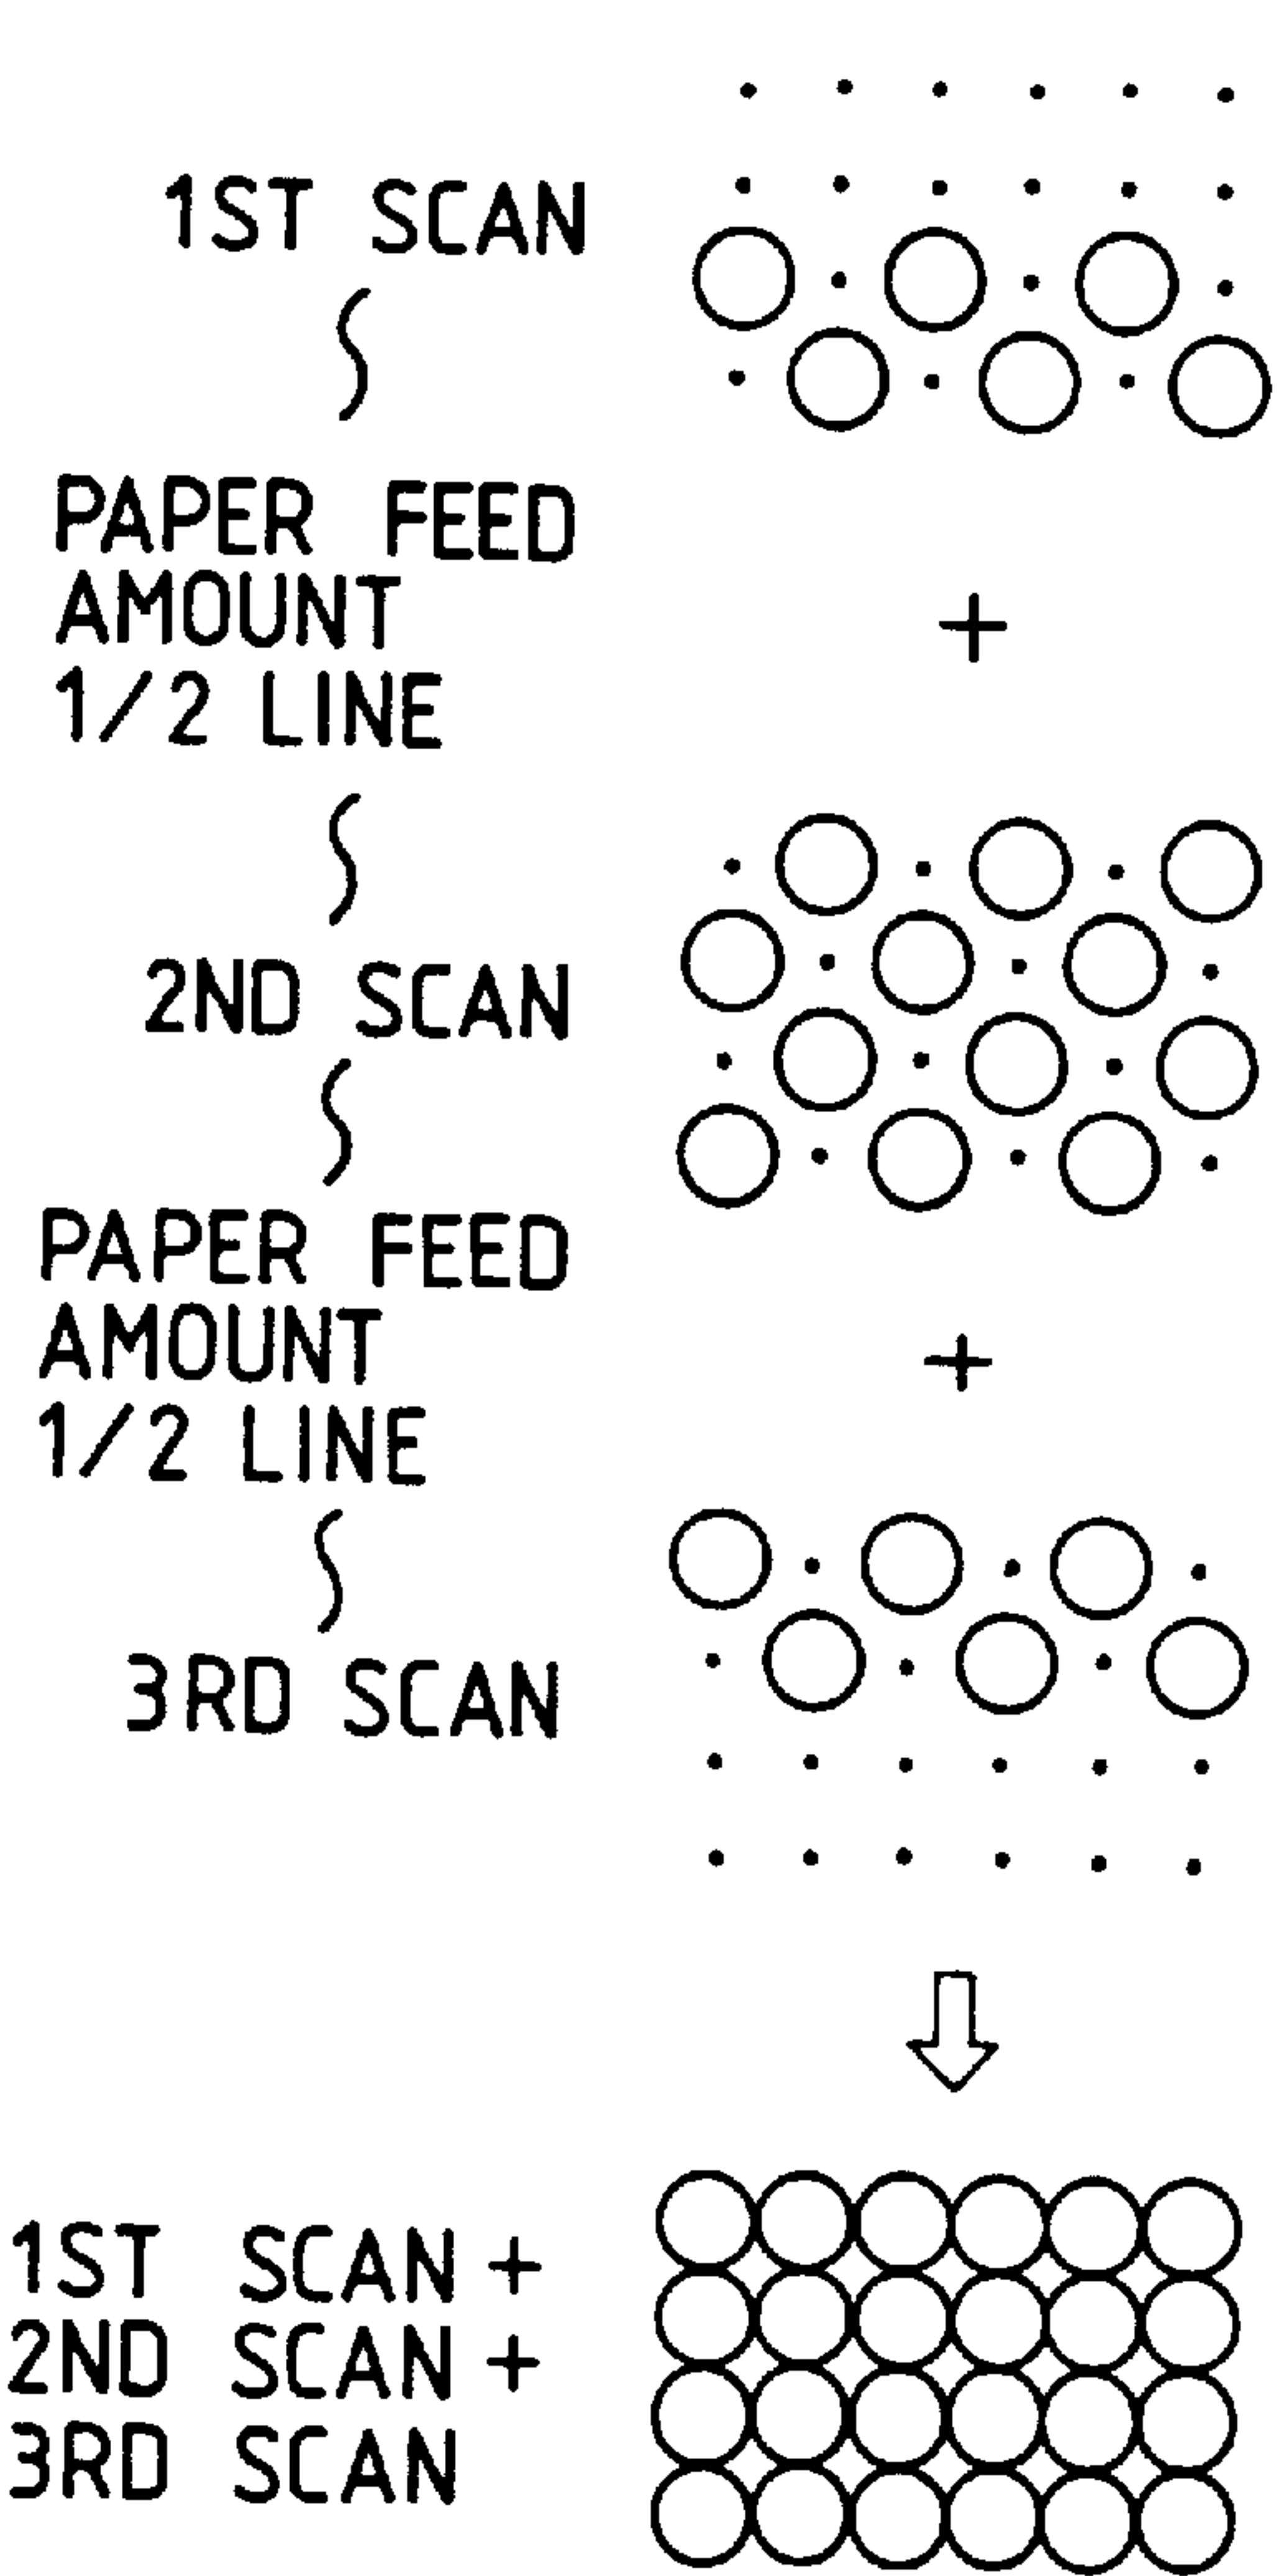 1ST SCAN
PAPER FEED
AMOUNT
1/2 LINE
+
2ND SCAN
PAPER FEED
AMOUNT
1/2 LINE
+
3RD SCAN
1ST SCAN +
2ND SCAN +
3RD SCAN